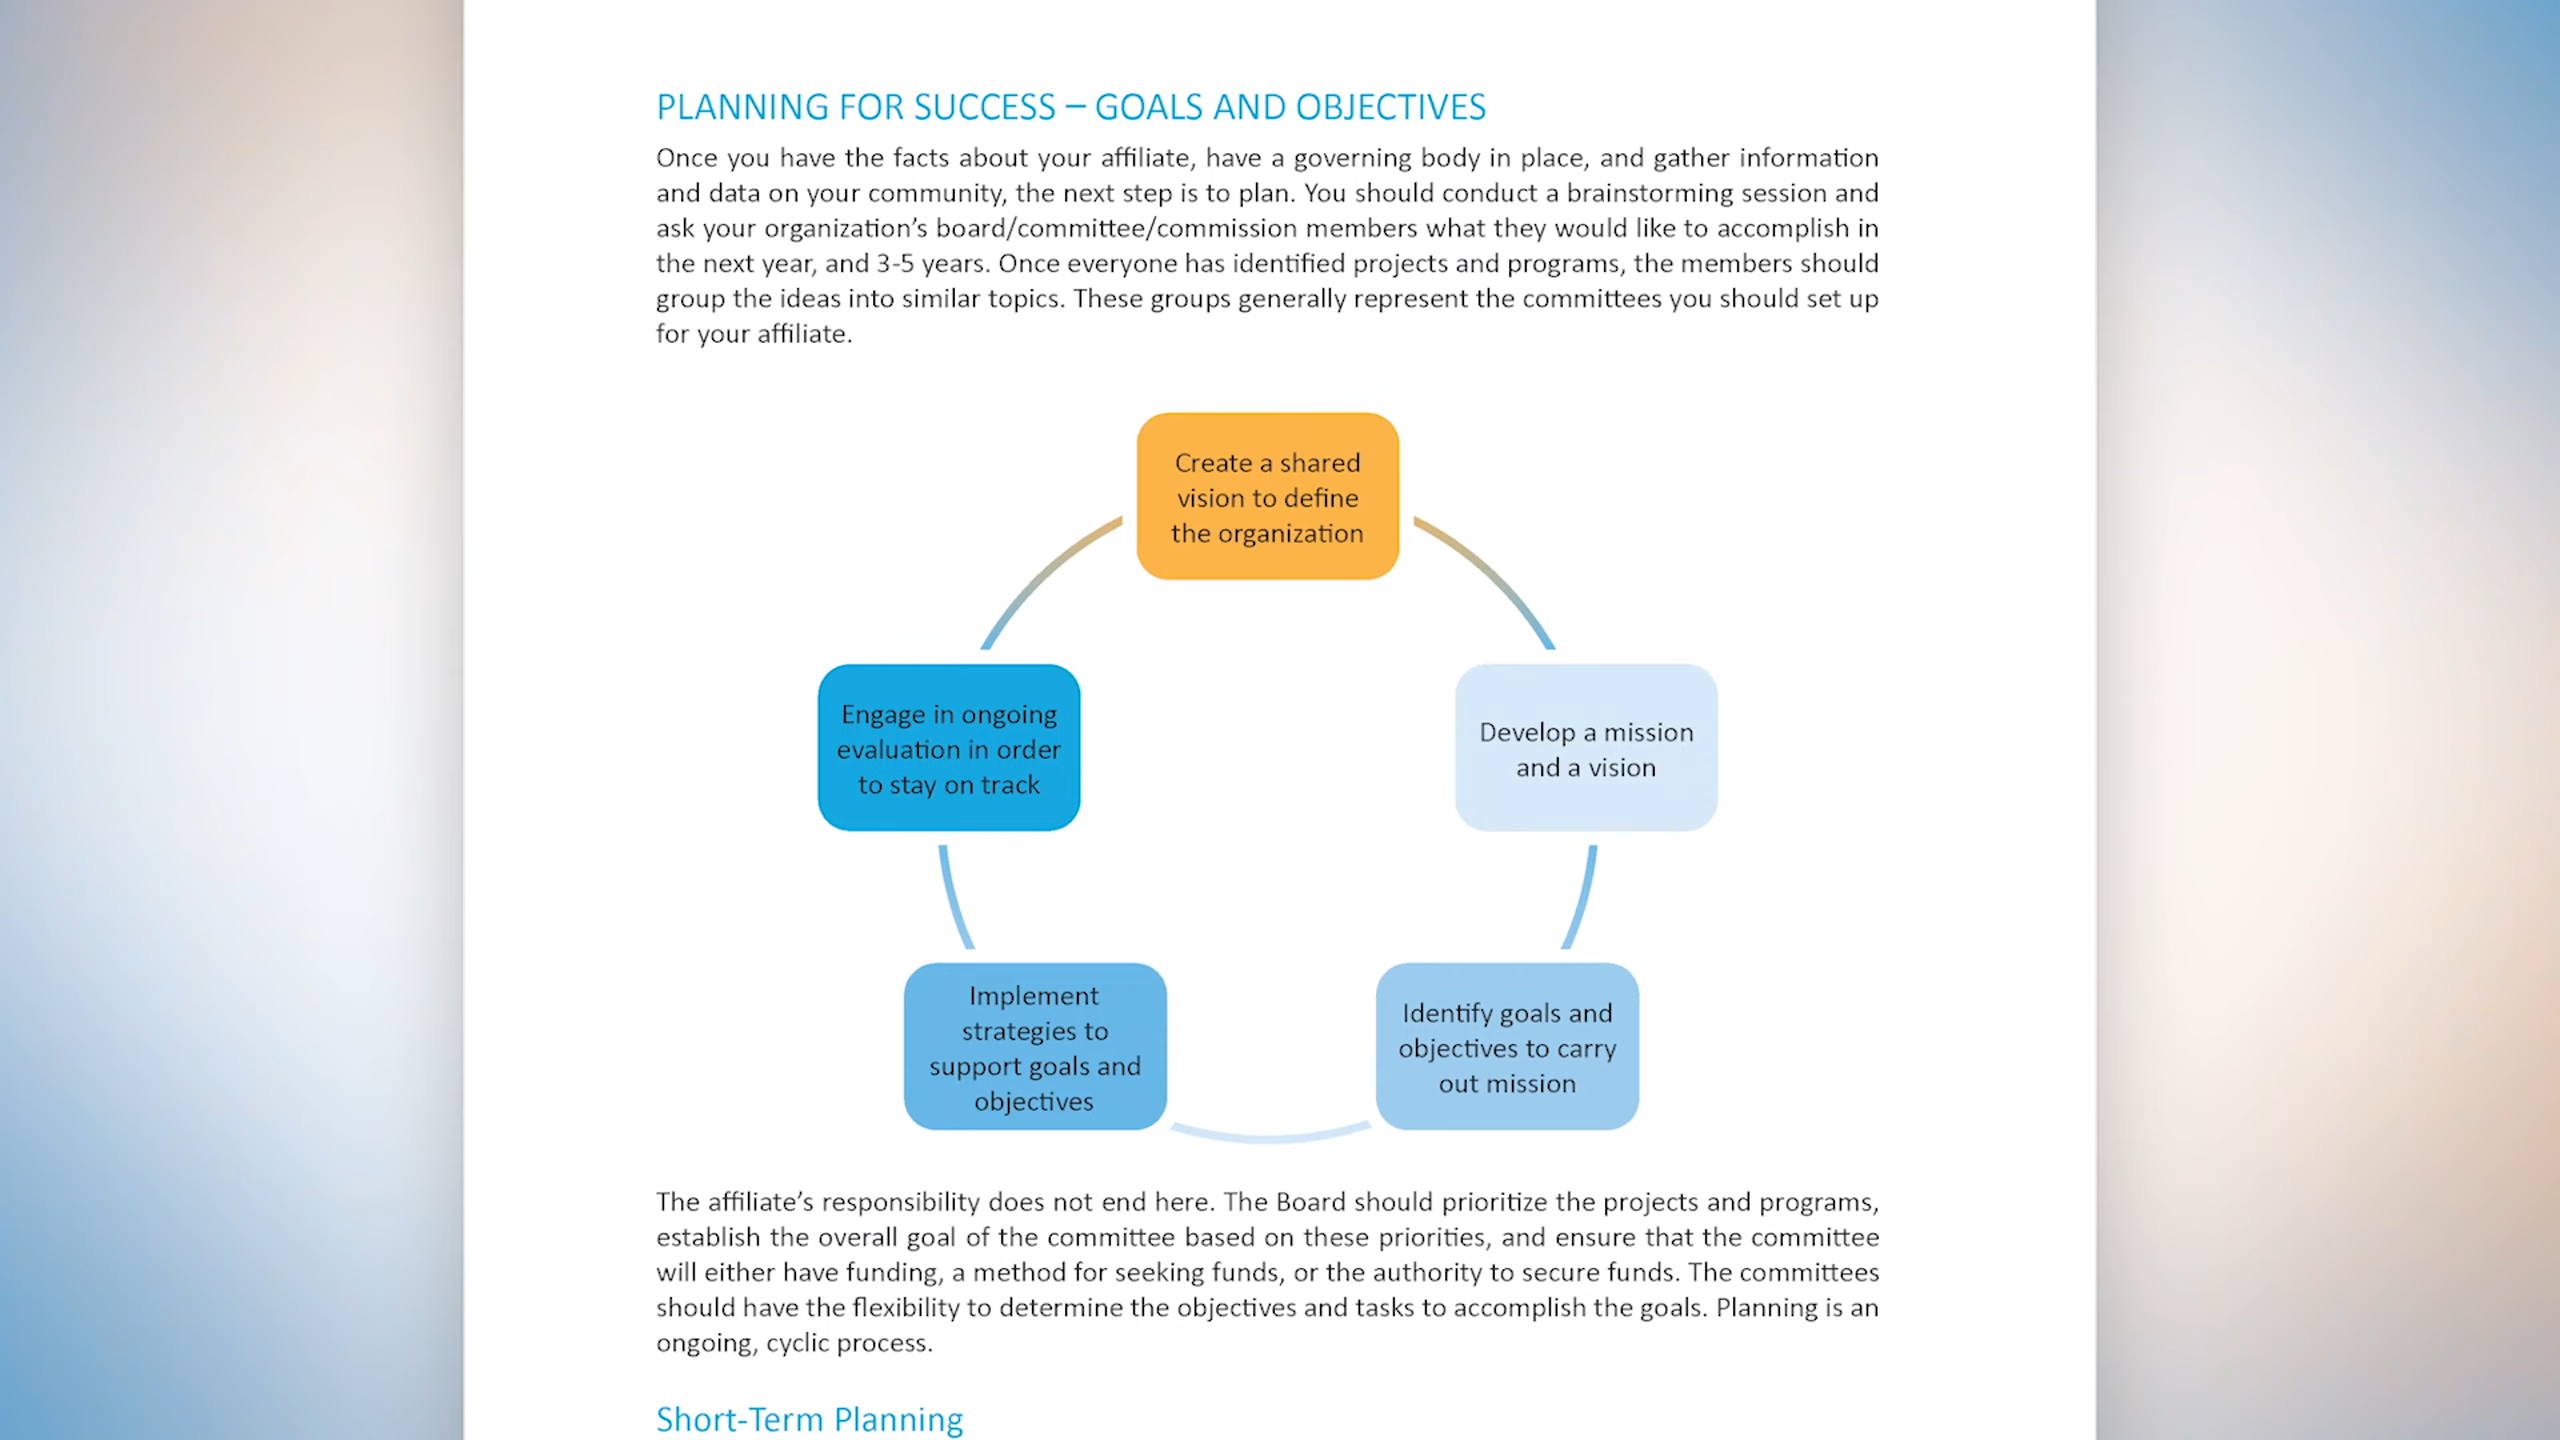 PLANNING FOR SUCCESS – GOALS AND OBJECTIVES
Once you have the facts about your affiliate, have a governing body in place, and gather information
and data on your community, the next step is to plan. You should conduct a brainstorming session and
ask your organization’s board/committee/commission members what they would like to accomplish in
the next year, and 3-5 years. Once everyone has identified projects and programs, the members should
group the ideas into similar topics. These groups generally represent the committees you should set up
for your affiliate.
Create a shared
vision to define
the organization
Develop a mission
and a vision
Identify goals and
objectives to carry
out mission
Implement
strategies to
support goals and
objectives
Engage in ongoing
evaluation in order
to stay on track
The affiliate’s responsibility does not end here. The Board should prioritize the projects and programs,
establish the overall goal of the committee based on these priorities, and ensure that the committee
will either have funding, a method for seeking funds, or the authority to secure funds. The committees
should have the flexibility to determine the objectives and tasks to accomplish the goals. Planning is an
ongoing, cyclic process.
Short-Term Planning